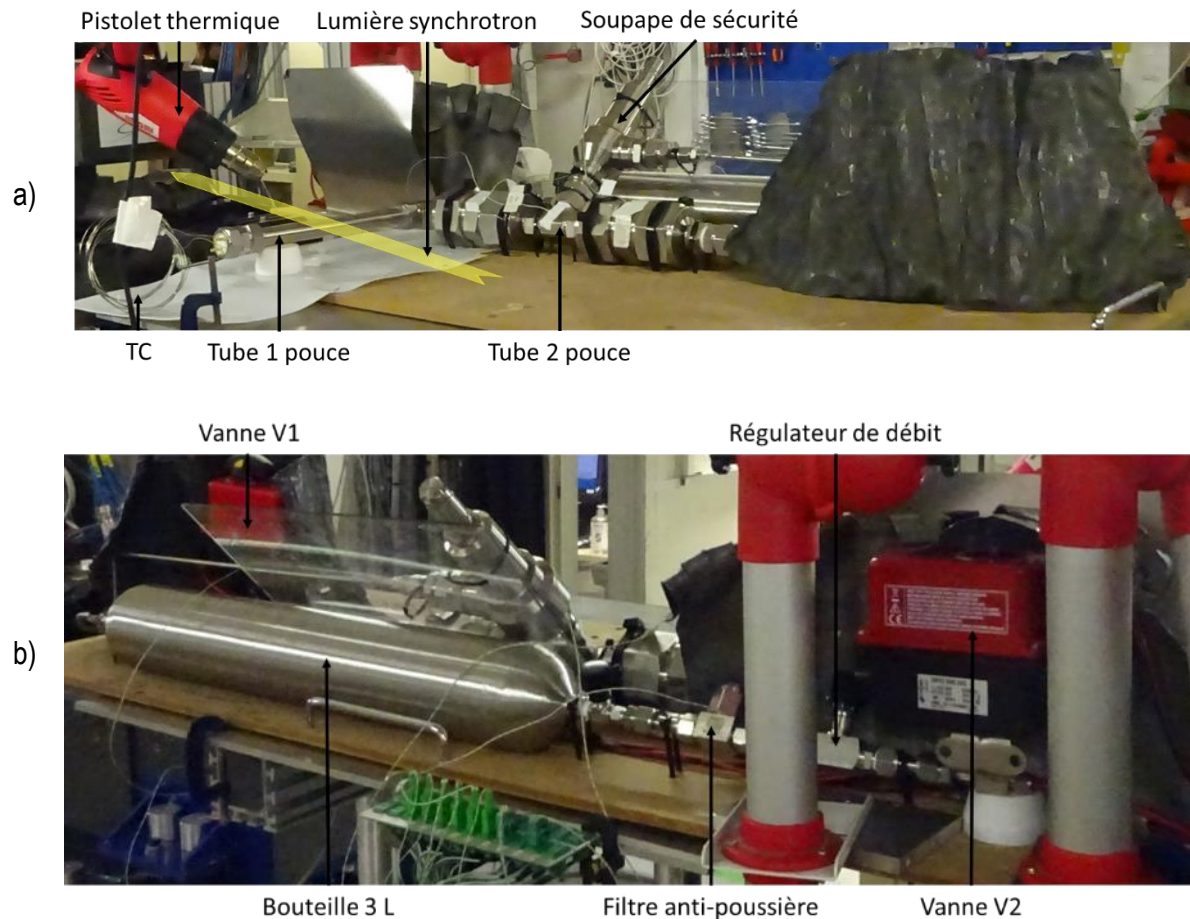 Pistolet thermique Lumière synchrotron Soupape de sécurité
a)
TC Tube 1 pouce Tube 2 pouce
Vanne V1 Régulateur de débit
b)
Bouteille 3 L Filtre anti-poussière Vanne V2